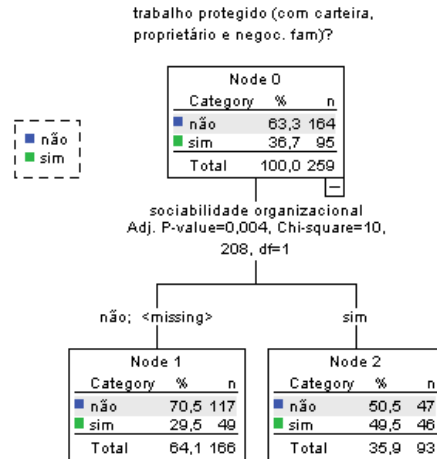 trabalho protegido (com carteira,
proprietário e negoc. fam)?
Node 0
Category % n
não 63,3 164
sim 36,7 95
Total 100,0 259
não
sim
sociabilidade organizacional
Adj. P-value=0,004, Chi-square=10,
208, df=1
não; <missing>
sim
Node 1
Category % n
não 70,5 117
sim 29,5 49
Total 64,1 166
Node 2
Category % n
não 50,5 47
sim 49,5 46
Total 35,9 93